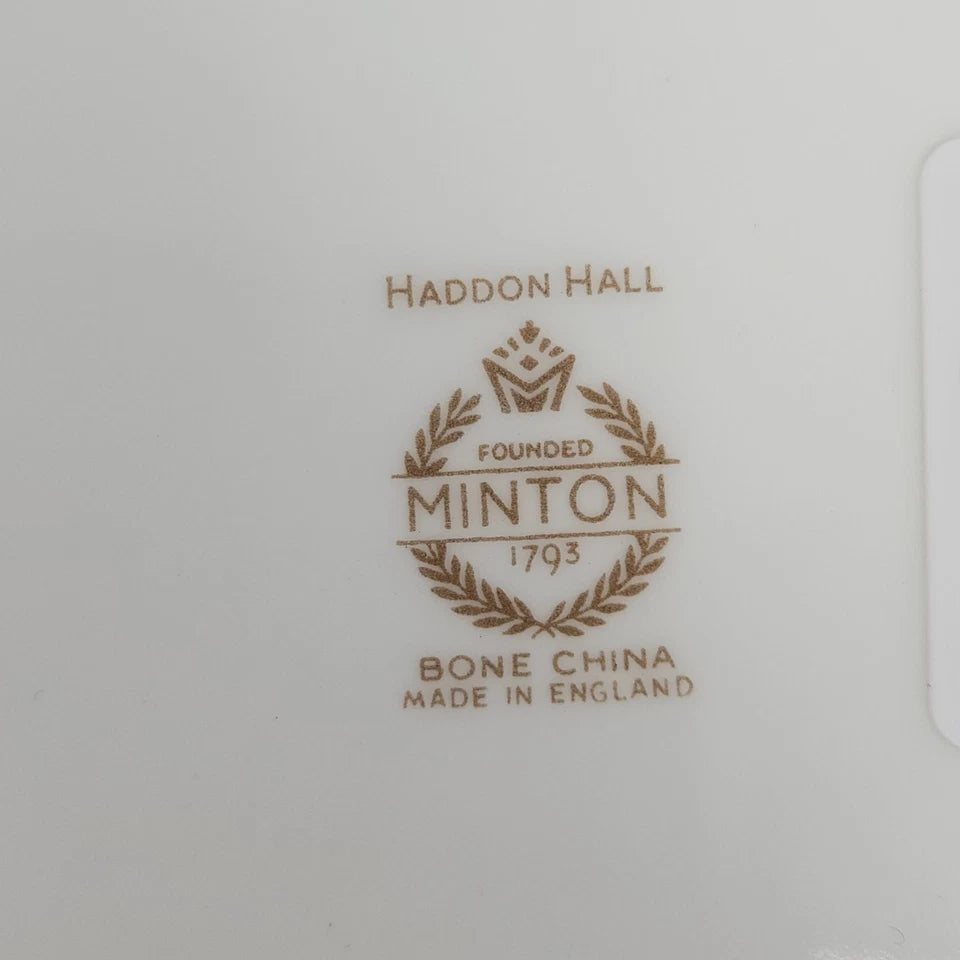 HADDON HALL
FOUNDED
MINTON
1793
BONE CHINA
MADE IN ENGLAND